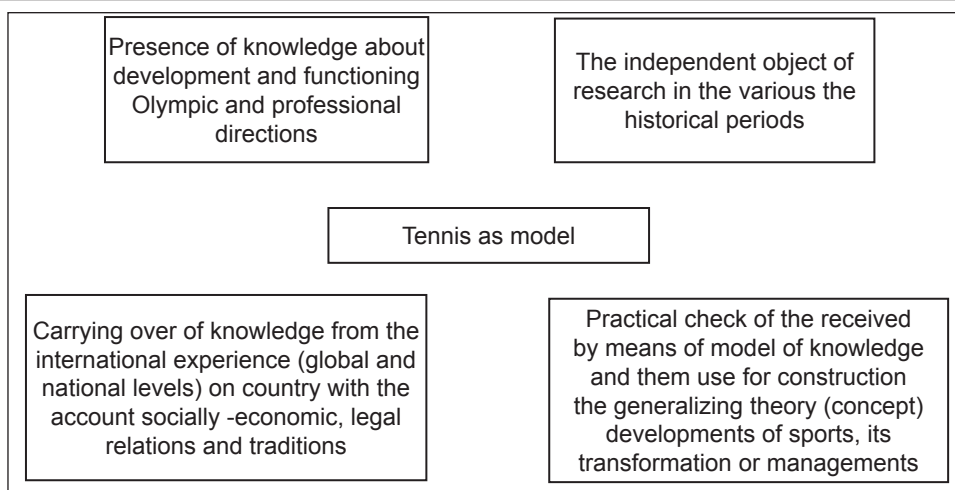 Presence of knowledge about
development and functioning
Olympic and professional
directions
The independent object of
research in the various the
historical periods
Tennis as model
Carrying over of knowledge from the
international experience (global and
national levels) on country with the
account socially -economic, legal
relations and traditions
Practical check of the received
by means of model of knowledge
and them use for construction
the generalizing theory (concept)
developments of sports, its
transformation or managements